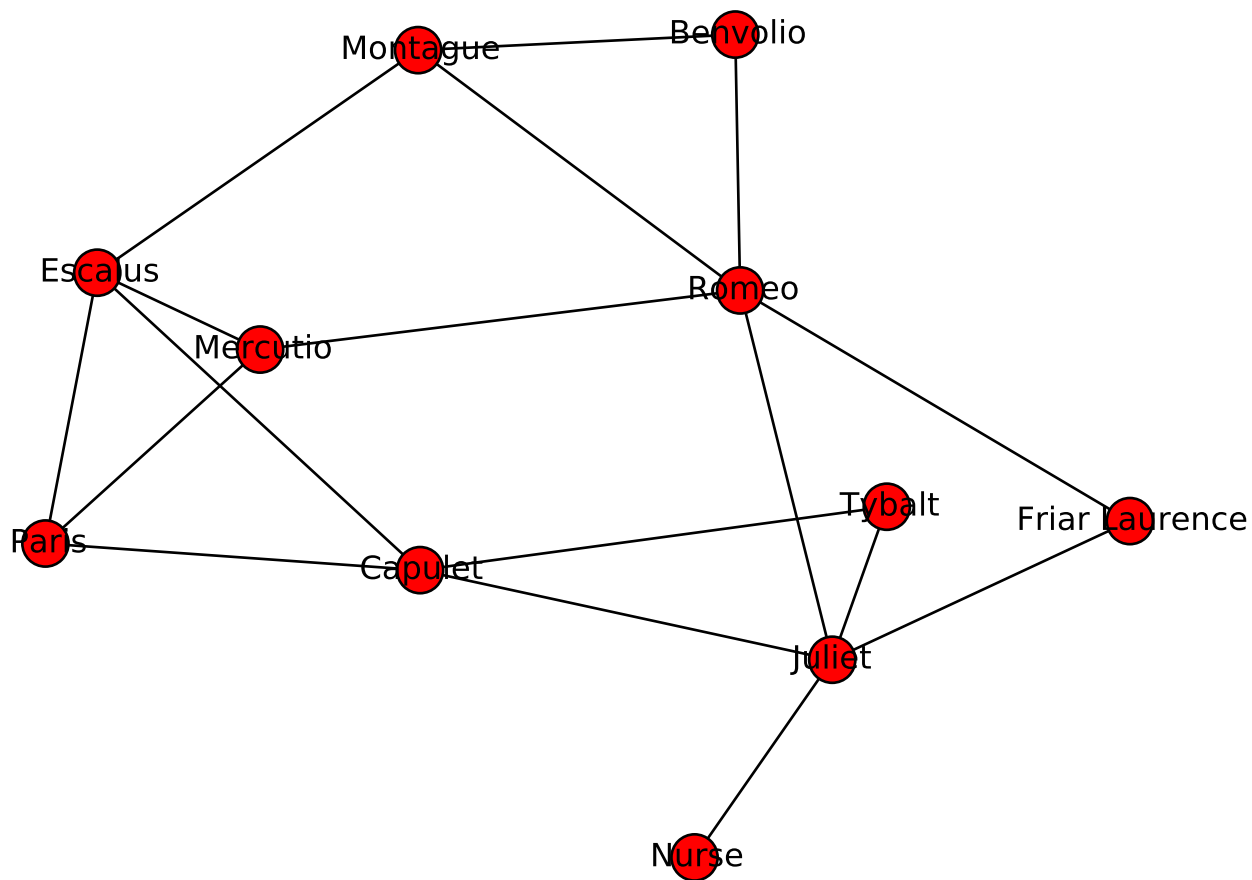 Benvolio
Montague
Escalus
Romeo
Mercutio
Tybalt
Friar Laurence
Paris
Capulet
Juliet
Nurse